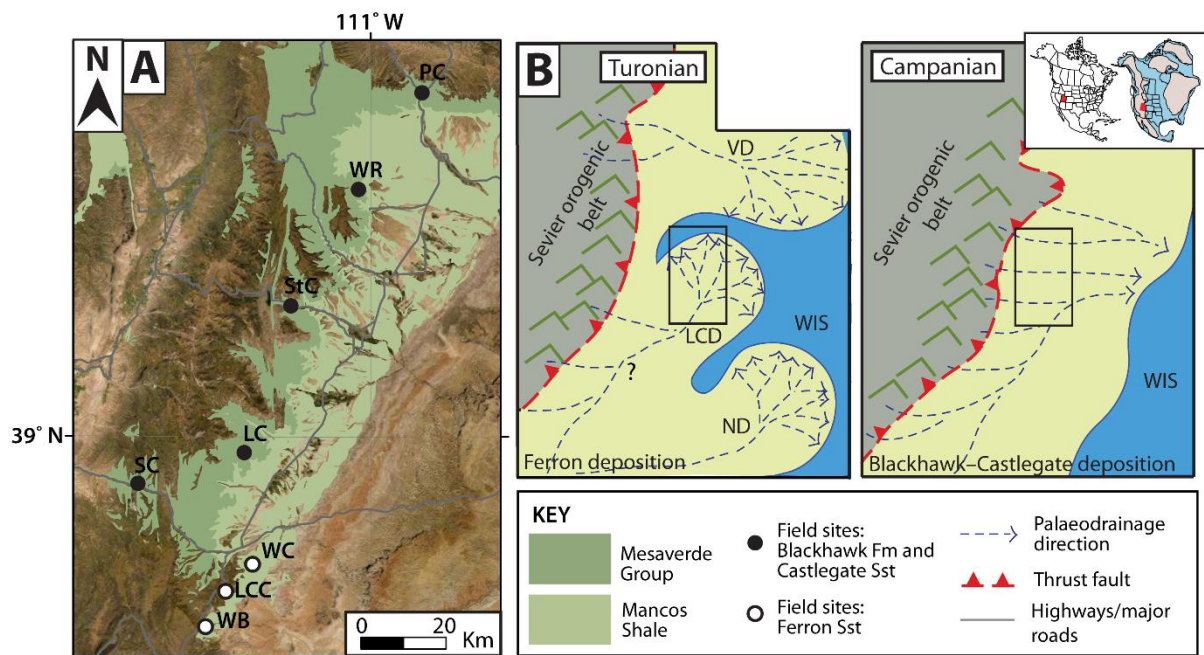 111° W
N
A
PC
WR
StC
39° N
LC
SC
WC
LCC
WB
0
20
Km
B
Turonian
Sevier orogenic
belt
VD
WIS
LCD
?
ND
Ferron deposition
Campanian
Sevier orogenic
belt
WIS
Blackhawk–Castlegate deposition
KEY
Mesaverde
Group
Mancos
Shale
Field sites:
Blackhawk Fm and
Castlegate Sst
Field sites:
Ferron Sst
Palaeodrainage
direction
Thrust fault
Highways/major
roads